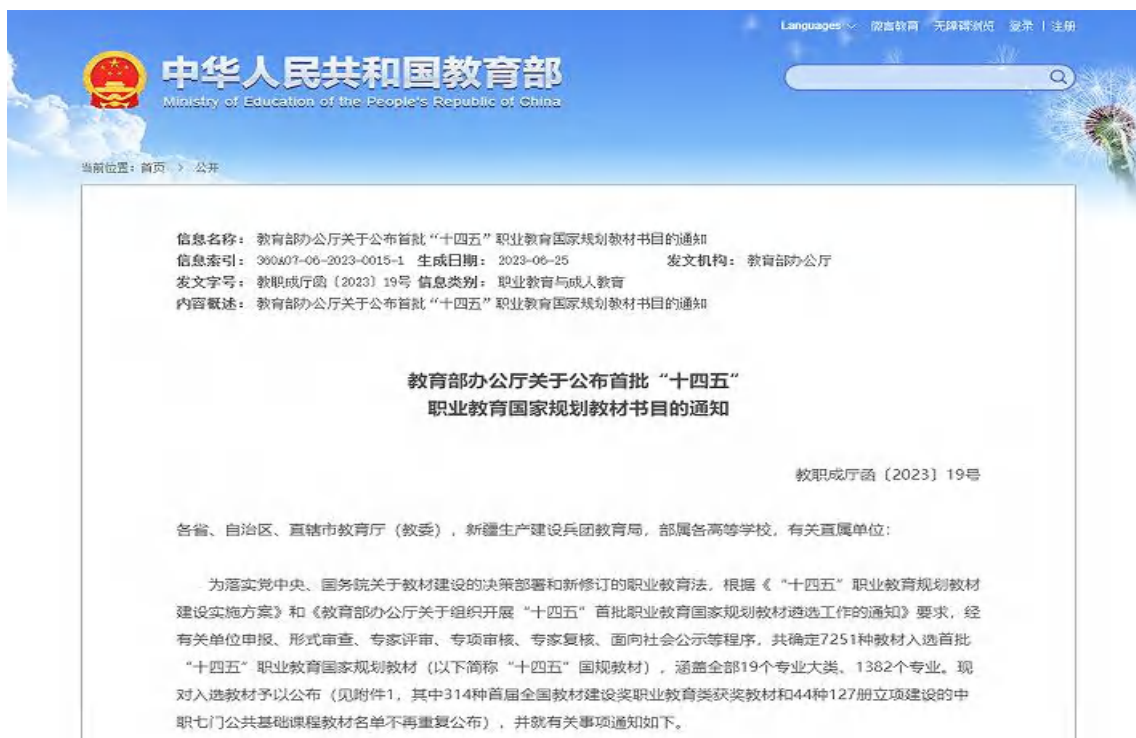 Languages 微言教育 无障碍浏览 登录 | 注册
中华人民共和国教育部
Ministry of Education of the People's Republic of China
当前位置：首页 > 公开
信息名称： 教育部办公厅关于公布首批“十四五”职业教育国家规划教材书目的通知
信息索引： 360A07-06-2023-0015-1 生成日期： 2023-06-25 发文机构： 教育部办公厅
发文字号： 教职成厅函〔2023〕19号 信息类别： 职业教育与成人教育
内容概述： 教育部办公厅关于公布首批“十四五”职业教育国家规划教材书目的通知
教育部办公厅关于公布首批“十四五”
职业教育国家规划教材书目的通知
教职成厅函〔2023〕19号
各省、自治区、直辖市教育厅（教委），新疆生产建设兵团教育局，部属各高等学校，有关直属单位：
为落实党中央、国务院关于教材建设的决策部署和新修订的职业教育法，根据《“十四五”职业教育规划教材
建设实施方案》和《教育部办公厅关于组织开展“十四五”首批职业教育国家规划教材遴选工作的通知》要求，经
有关单位申报、形式审查、专家评审、专项审核、专家复核、面向社会公示等程序，共确定7251种教材入选首批
“十四五”职业教育国家规划教材（以下简称“十四五”国规教材），涵盖全部19个专业大类、1382个专业。现
对入选教材予以公布（见附件1，其中314种首届全国教材建设奖职业教育类获奖教材和44种127册立项建设的中
职七门公共基础课程教材名单不再重复公布），并就有关事项通知如下。